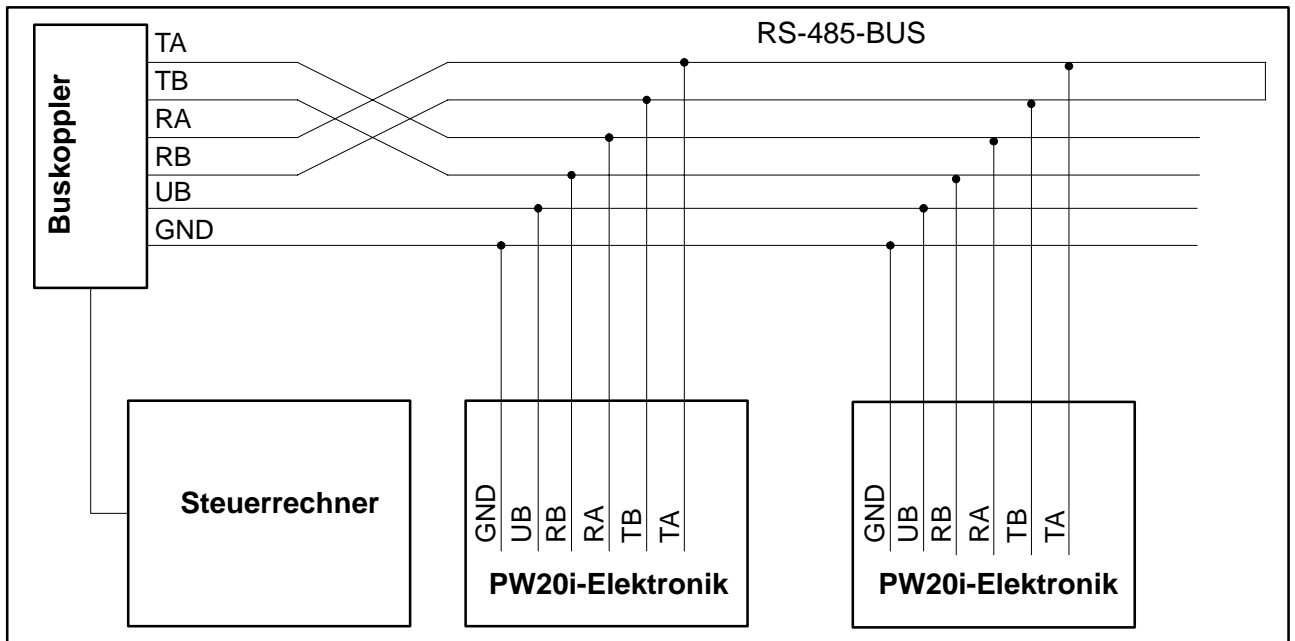 RS-485-BUS
Buskoppler
TA
TB
RA
RB
UB
GND
Steuerrechner
GND
UB
RB
RA
TB
TA
PW20i-Elektronik
GND
UB
RB
RA
TB
TA
PW20i-Elektronik